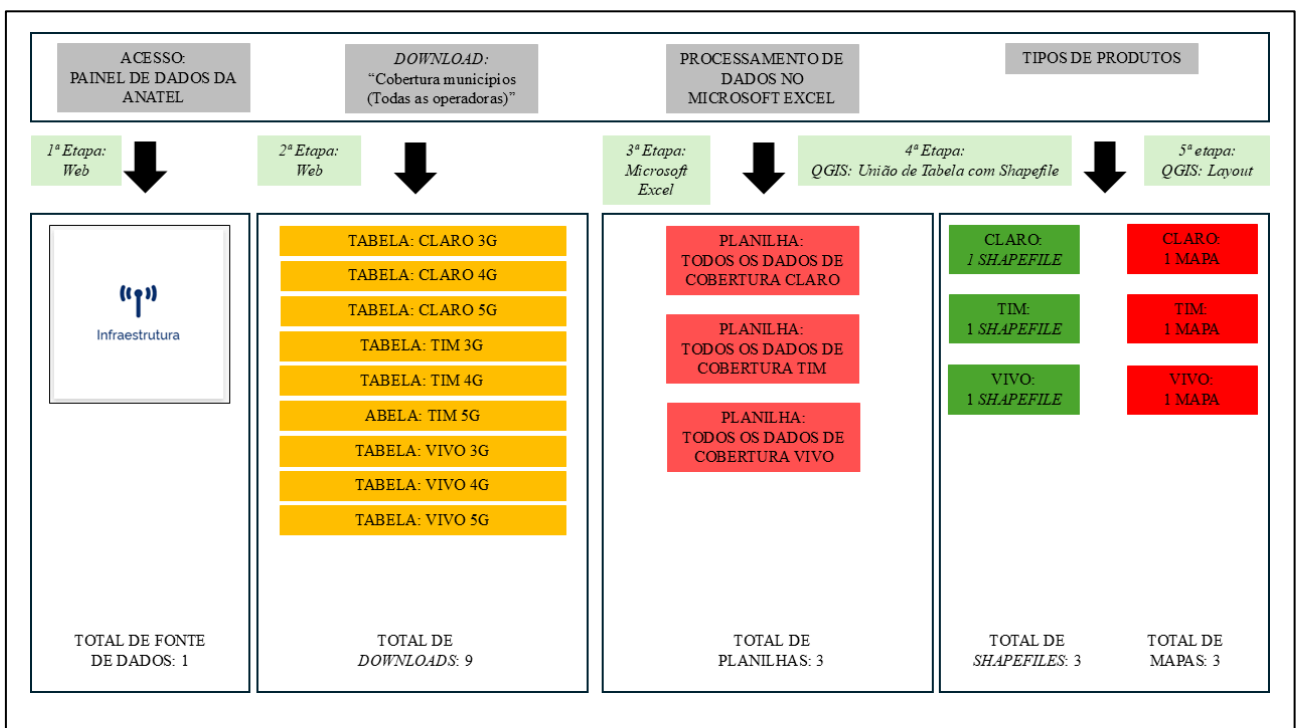 ACESSO:
PAINEL DE DADOS DA
ANATEL
DOWNLOAD:
“Cobertura municipios
(Todas as operadoras)”
PROCESSAMENTO DE
DADOS NO
MICROSOFT EXCEL
TIPOS DE PRODUTOS
1ª Etapa:
Web
2ª Etapa:
Web
3ª Etapa:
Microsoft
Excel
4ª Etapa:
QGIS: União de Tabela com Shapefile
5ª etapa:
QGIS: Layout
Infraestrutura
TOTAL DE FONTE
DE DADOS: 1
TABELA: CLARO 3G
TABELA: CLARO 4G
TABELA: CLARO 5G
TABELA: TIM 3G
TABELA: TIM 4G
ABELA: TIM 5G
TABELA: VIVO 3G
TABELA: VIVO 4G
TABELA: VIVO 5G
TOTAL DE
DOWNLOADS: 9
PLANILHA:
TODOS OS DADOS DE
COBERTURA CLARO
PLANILHA:
TODOS OS DADOS DE
COBERTURA TIM
PLANILHA:
TODOS OS DADOS DE
COBERTURA VIVO
TOTAL DE
PLANILHAS: 3
CLARO:
1 SHAPEFILE
TIM:
1 SHAPEFILE
VIVO:
1 SHAPEFILE
TOTAL DE
SHAPEFILES: 3
CLARO:
1 MAPA
TIM:
1 MAPA
VIVO:
1 MAPA
TOTAL DE
MAPAS: 3